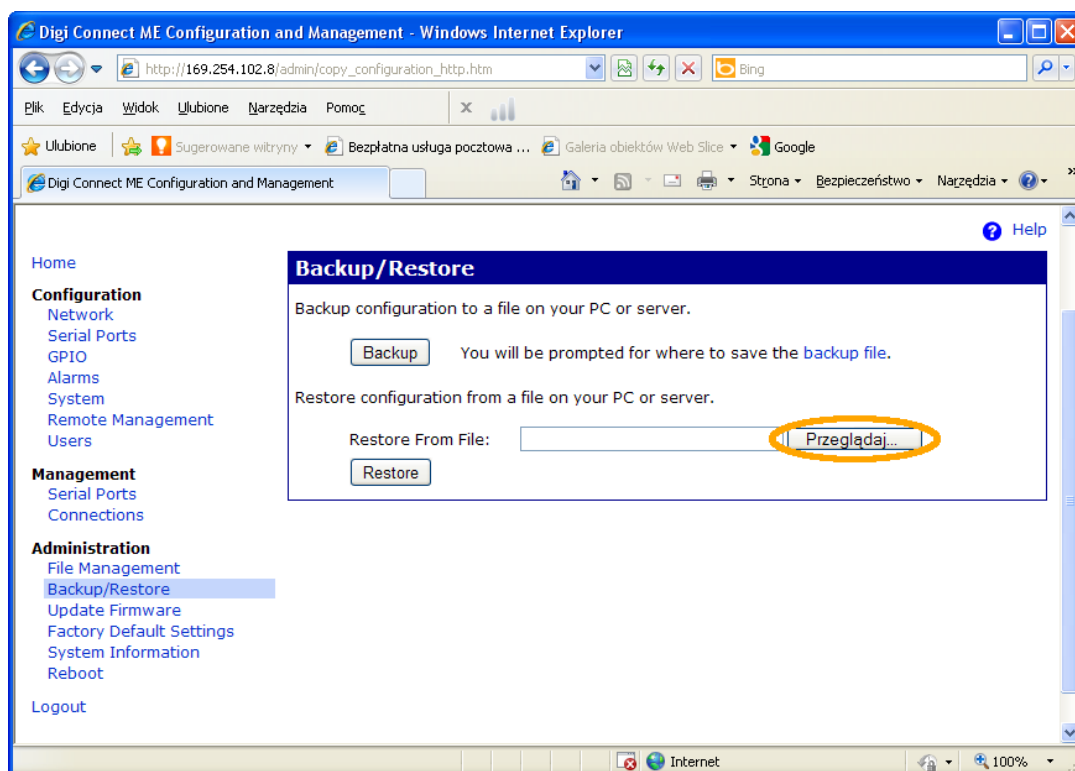 Digi Connect ME Configuration and Management - Windows Internet Explorer
http://169.254.102.8/admin/copy_configuration_http.htm Bing
Plik Edycja Widok Ulubione Narzędzia Pomoc x
Ulubione Sugerowane witryny Bezpłatna usługa pocztowa ... Galeria obiektów Web Slice Google
Digi Connect ME Configuration and Management Strona Bezpieczeństwo Narzędzia »
Help
Home
Configuration
Network
Serial Ports
GPIO
Alarms
System
Remote Management
Users
Management
Serial Ports
Connections
Administration
File Management
Backup/Restore
Update Firmware
Factory Default Settings
System Information
Reboot
Logout
Backup/Restore
Backup configuration to a file on your PC or server.
Backup You will be prompted for where to save the backup file.
Restore configuration from a file on your PC or server.
Restore From File: Przeglądaj...
Restore
Internet 100%